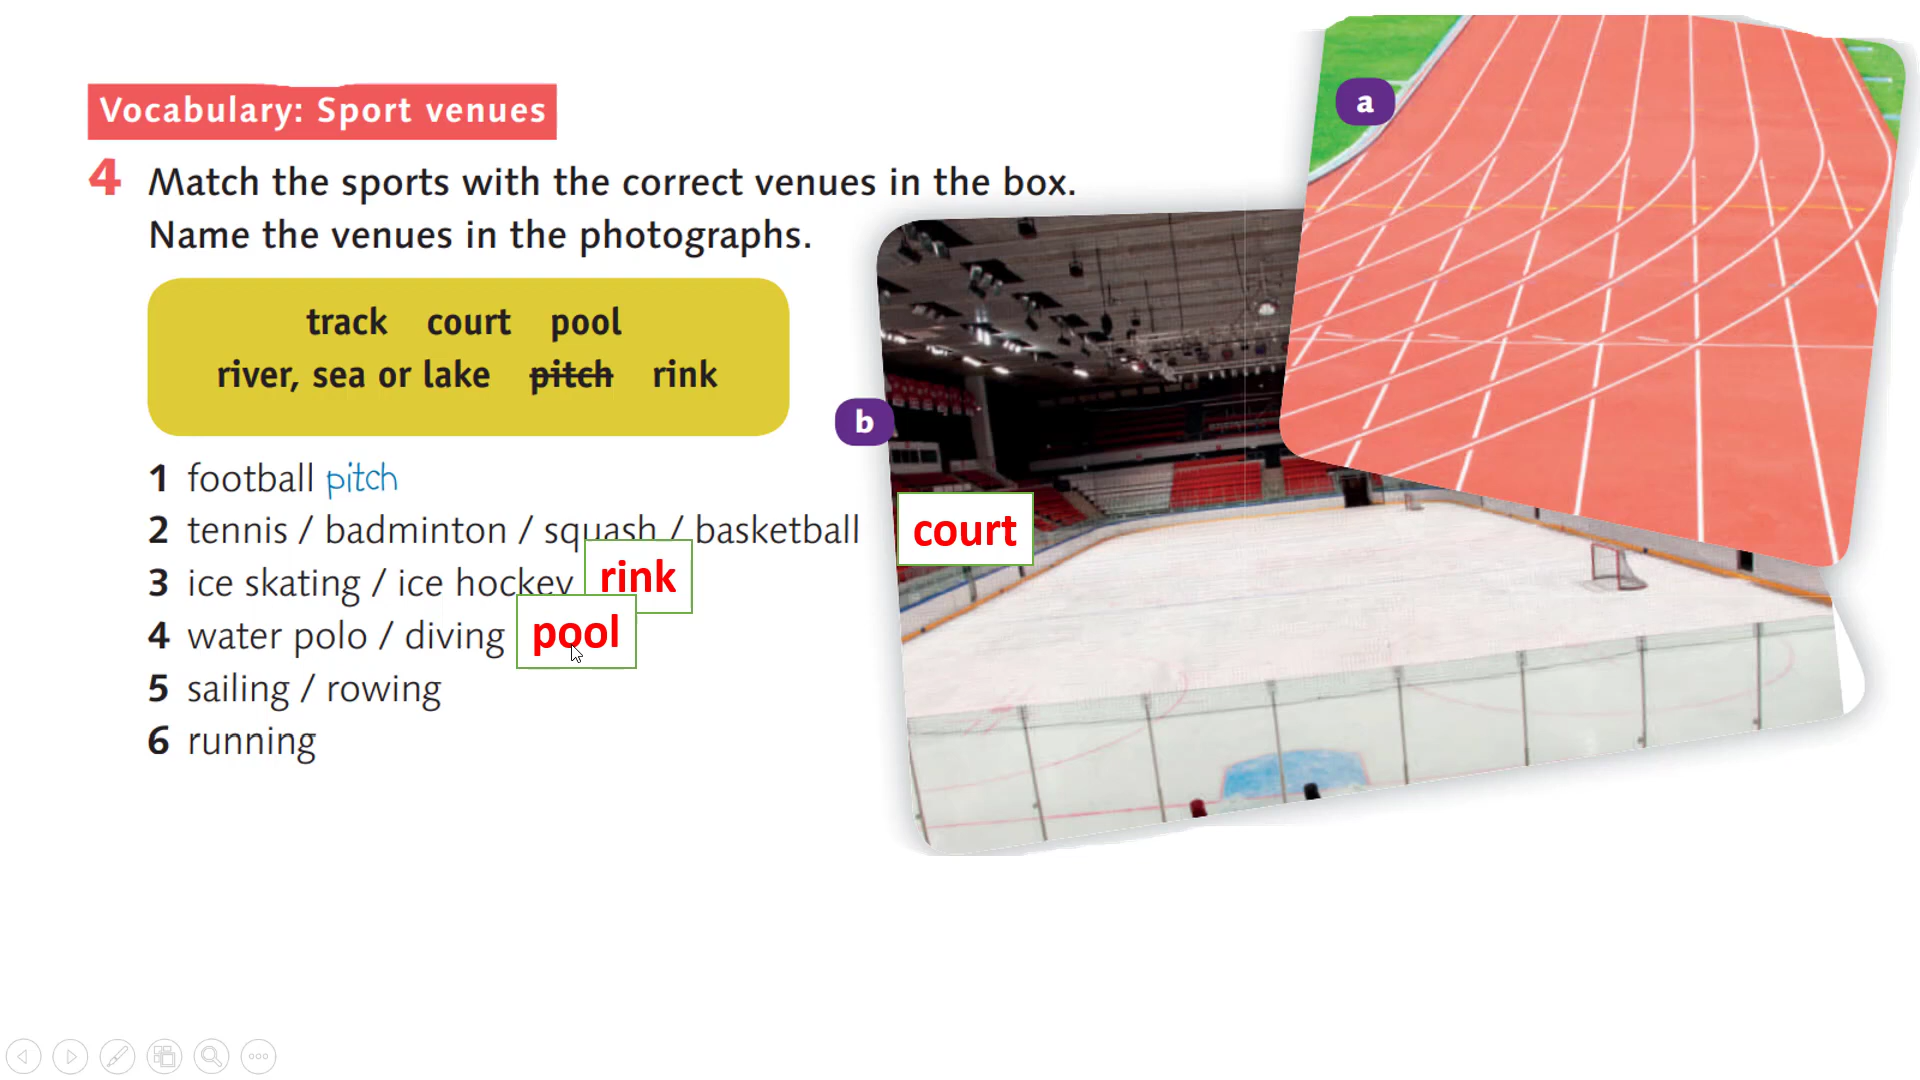 Vocabulary: Sport venues
4 Match the sports with the correct venues in the box.
Name the venues in the photographs.
track court pool
river, sea or lake pitch rink
1 football pitch
2 tennis / badminton / squash / basketball court
3 ice skating / ice hockey rink
4 water polo / diving pool
5 sailing / rowing
6 running
a
b